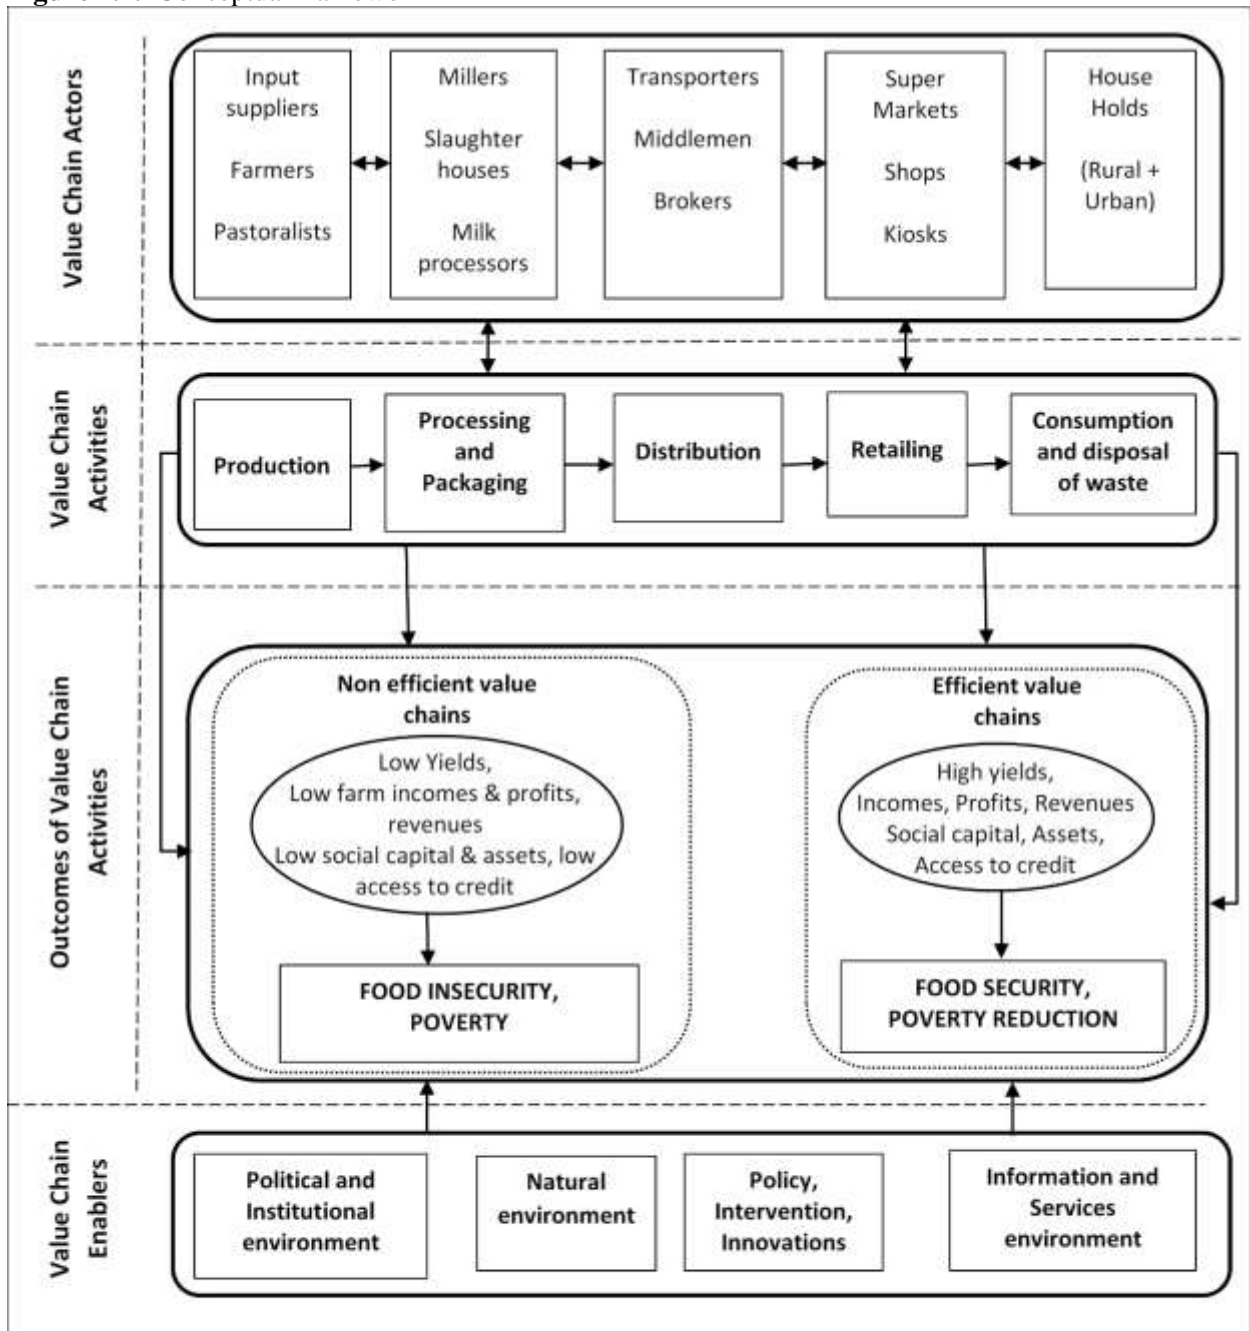 Value Chain Actors
Input
suppliers
Farmers
Pastoralists
Millers
Slaughter
houses
Milk
processors
Transporters
Middlemen
Brokers
Super
Markets
Shops
Kiosks
House
Holds
(Rural +
Urban)
Value Chain
Activities
Production
Processing
and
Packaging
Distribution
Retailing
Consumption
and disposal
of waste
Outcomes of Value Chain
Activities
Non efficient value
chains
Low Yields,
Low farm incomes & profits,
revenues
Low social capital & assets, low
access to credit
FOOD INSECURITY,
POVERTY
Efficient value
chains
High yields,
Incomes, Profits, Revenues
Social capital, Assets,
Access to credit
FOOD SECURITY,
POVERTY REDUCTION
Value Chain
Enablers
Political and
Institutional
environment
Natural
environment
Policy,
Intervention,
Innovations
Information and
Services
environment